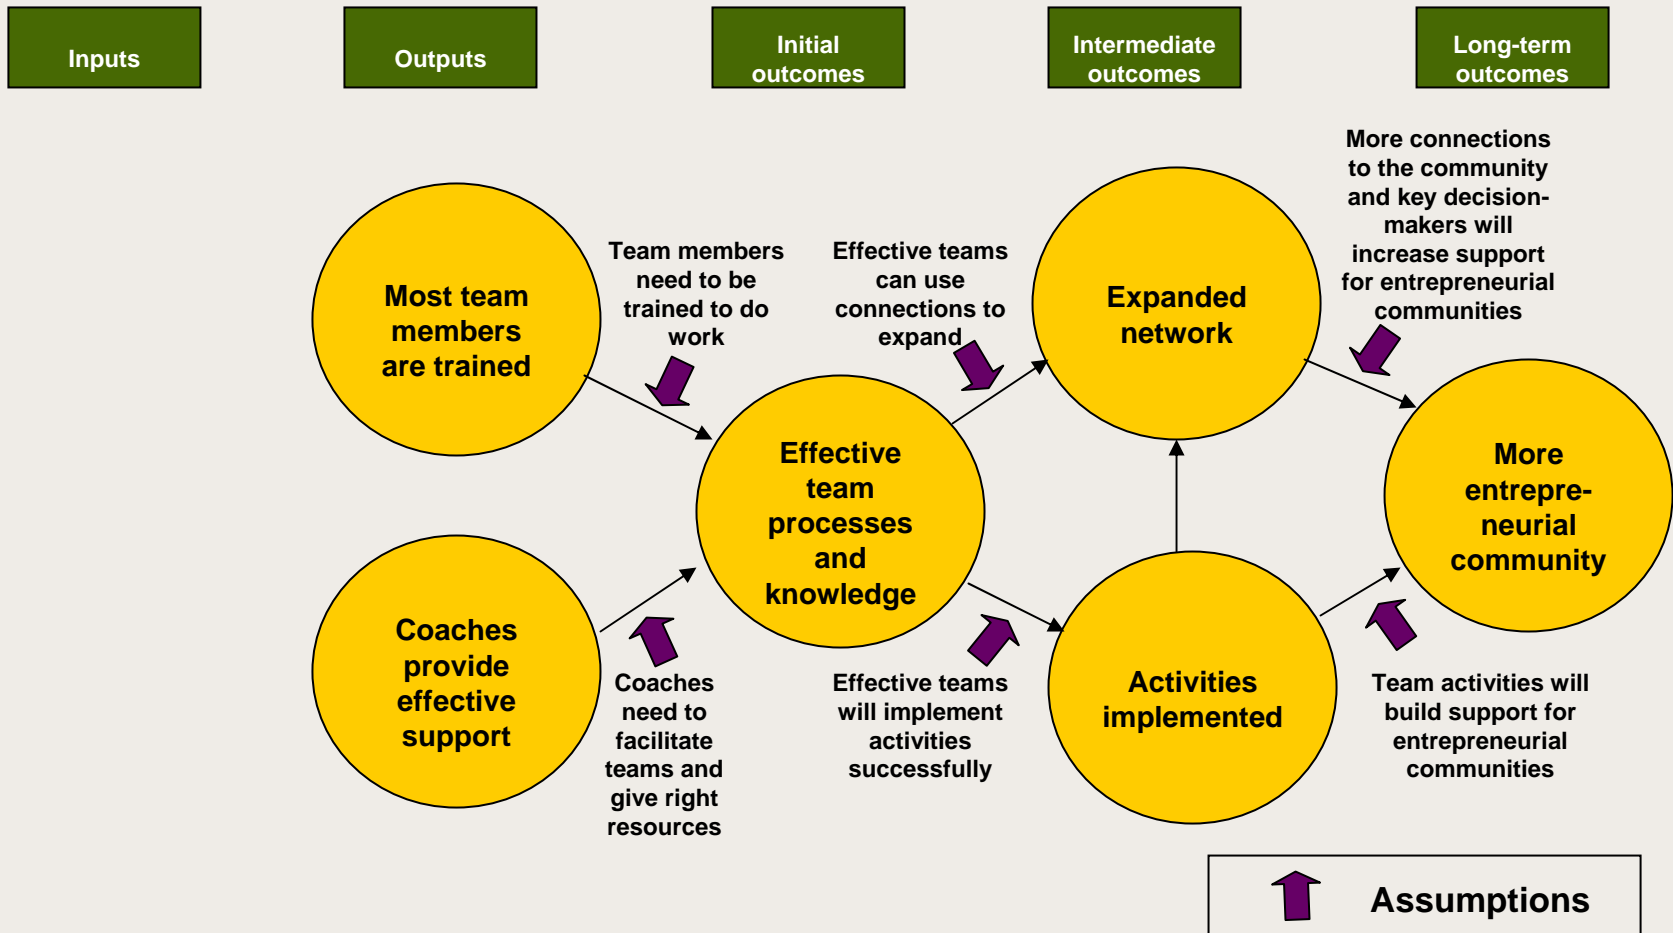 Inputs
Outputs
Initial
outcomes
Intermediate
outcomes
Long-term
outcomes
Most team
members
are trained
Team members
need to be
trained to do
work
Effective teams
can use
connections to
expand
Expanded
network
More connections
to the community
and key decision-
makers will
increase support
for entrepreneurial
communities
Effective
team
processes
and
knowledge
More
entrepre-
neurial
community
Coaches
provide
effective
support
Coaches
need to
facilitate
teams and
give right
resources
Effective teams
will implement
activities
successfully
Activities
implemented
Team activities will
build support for
entrepreneurial
communities
Assumptions